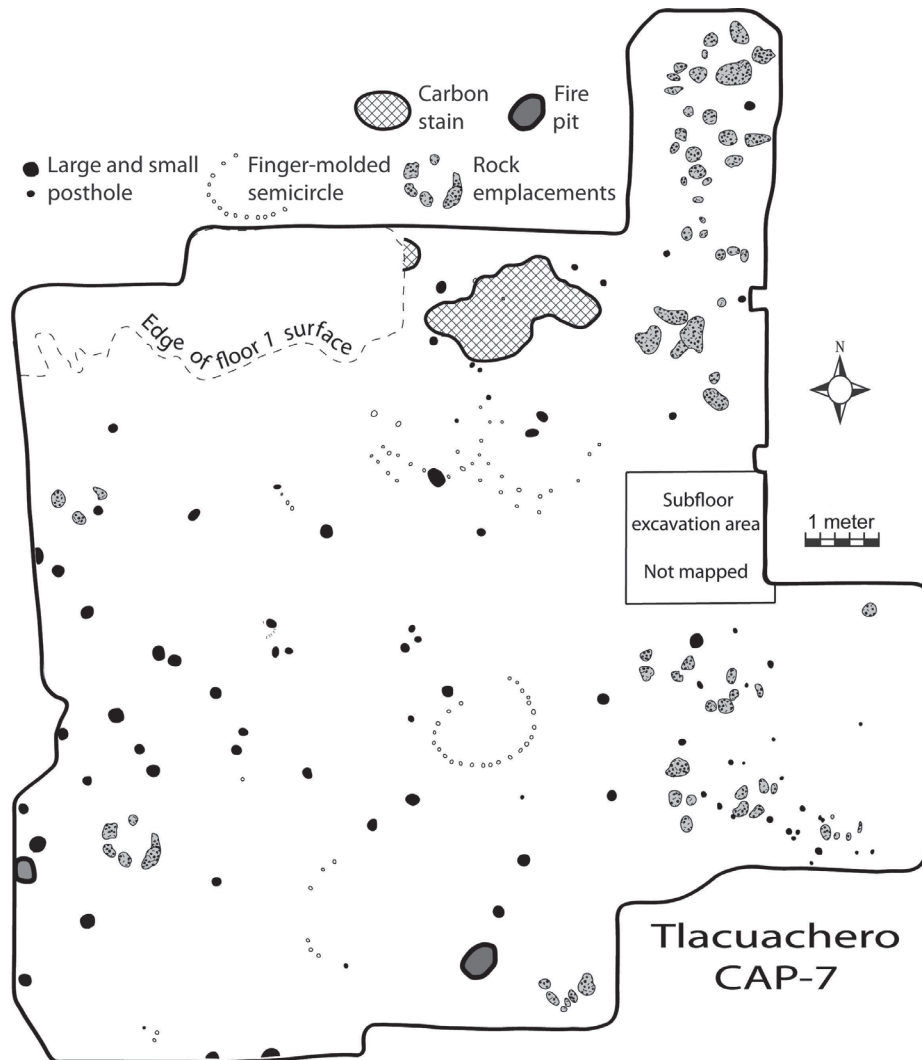 Carbon
stain
Fire
pit
Large and small
posthole
Finger-molded
semicircle
Rock
emplacements
Edge of floor 1 surface
N
Subfloor
excavation area
Not mapped
1 meter
Tlacuachero
CAP-7